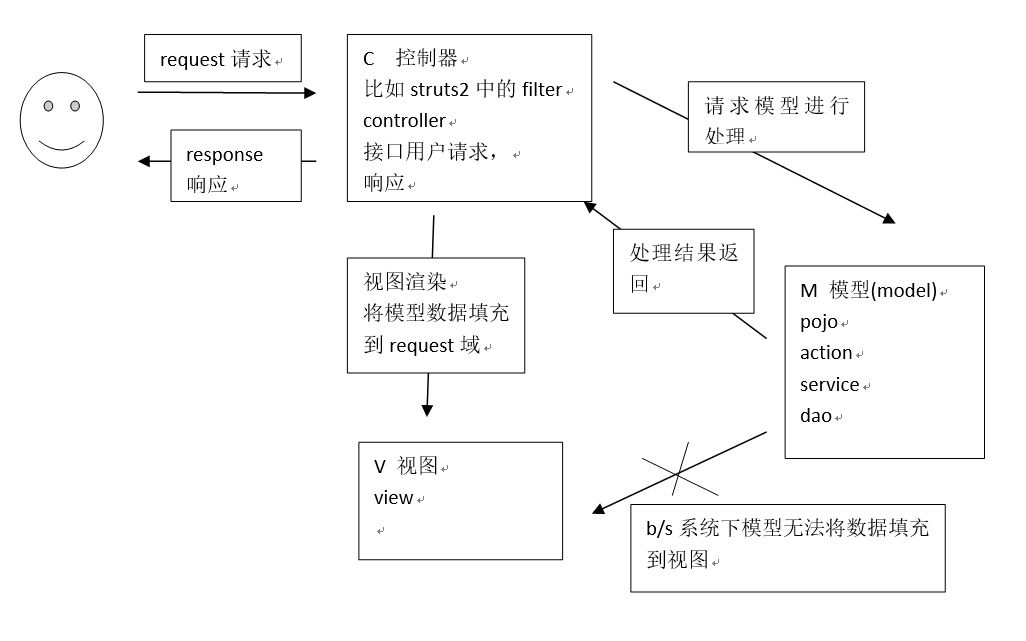 request 请求
C 控制器
比如 struts2 中的 filter
controller
接口用户请求，
响应
请求模型进行
处理
response
响应
处理结果返
回
视图渲染
将模型数据填充
到 request 域
M 模型(model)
pojo
action
service
dao
V 视图
view
b/s 系统下模型无法将数据填充
到视图